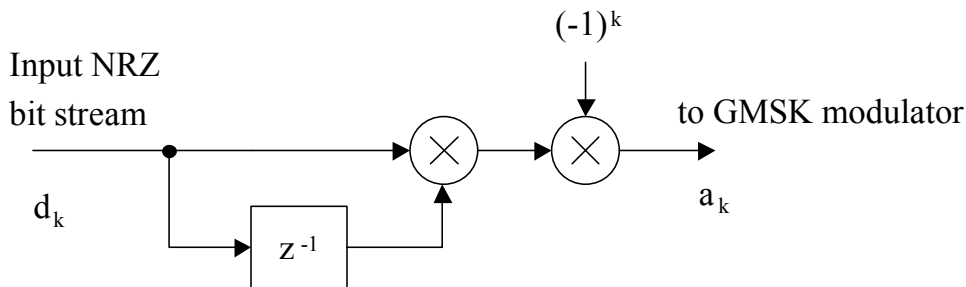 (-1)^k
Input NRZ
bit stream
to GMSK modulator
d_k
a_k
z^-1